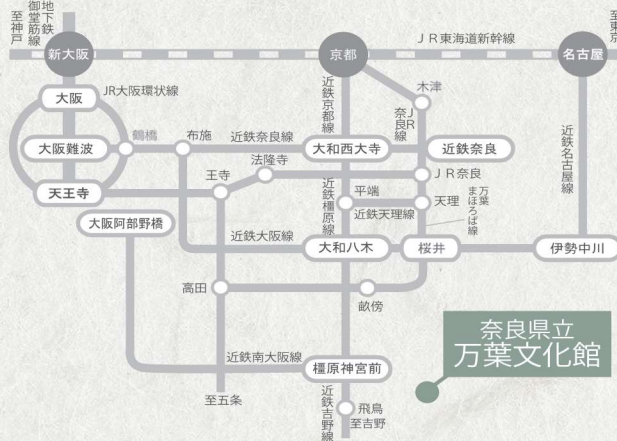 地下鉄
御堂筋線
至神戸
至東京
JR東海道新幹線
新大阪
京都
名古屋
大阪
JR大阪環状線
木津
近鉄京都線
JR奈良線
近鉄名古屋線
鶴橋
布施
近鉄奈良線
大阪難波
大和西大寺
近鉄奈良
法隆寺
王寺
JR奈良
天王寺
平端
天理
近鉄天理線
万葉
まほろば線
近鉄橿原線
大阪阿部野橋
近鉄大阪線
大和八木
桜井
伊勢中川
高田
畝傍
奈良県立
万葉文化館
近鉄南大阪線
橿原神宮前
至五条
飛鳥
至吉野
近鉄吉野線